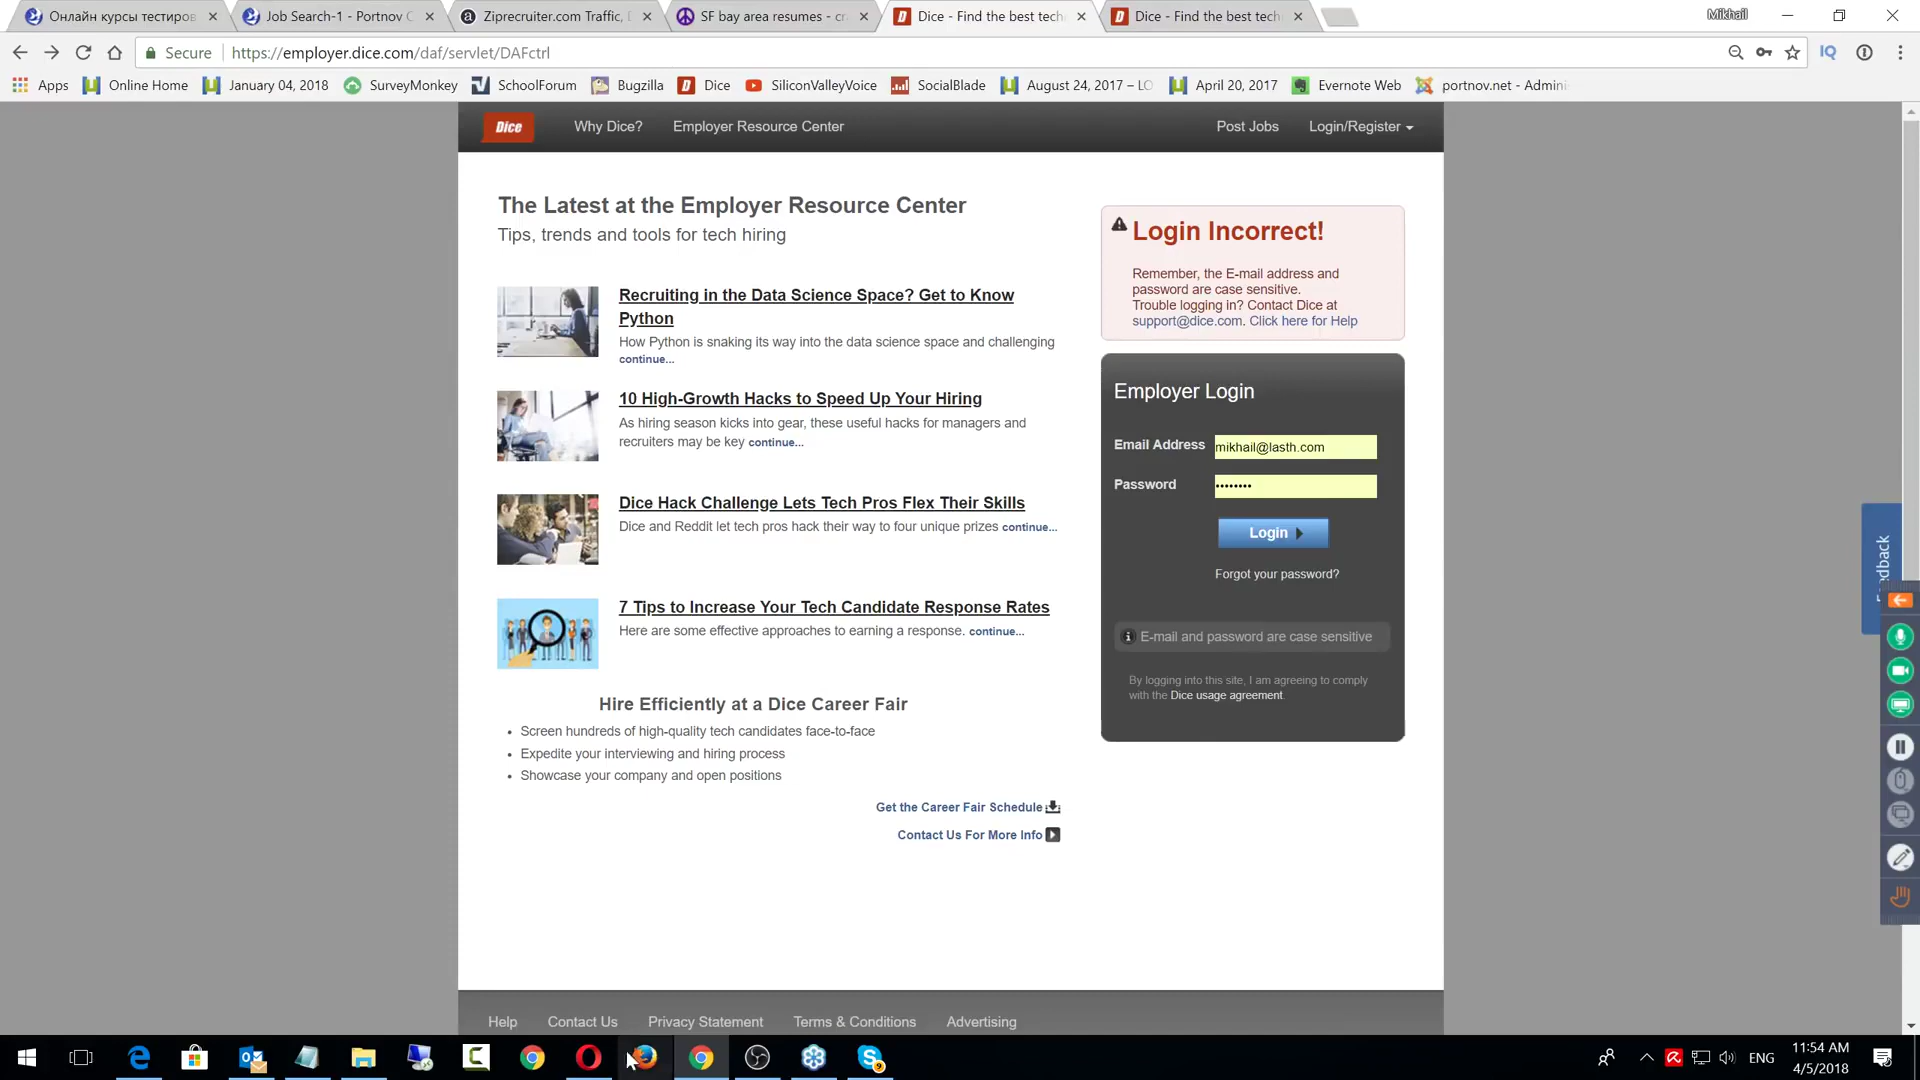 Онлайн курсы тестиров
Job Search-1 - Portnov C
Ziprecruiter.com Traffic,
SF bay area resumes - cr
Dice - Find the best tech
Dice - Find the best tech
Mikhail
Secure
https://employer.dice.com/daf/servlet/DAFctrl
Apps
Online Home
January 04, 2018
SurveyMonkey
SchoolForum
Bugzilla
Dice
SiliconValleyVoice
SocialBlade
August 24, 2017 – LO
April 20, 2017
Evernote Web
portnov.net - Admini
Dice
Why Dice?
Employer Resource Center
Post Jobs
Login/Register
The Latest at the Employer Resource Center
Tips, trends and tools for tech hiring
Recruiting in the Data Science Space? Get to Know
Python
How Python is snaking its way into the data science space and challenging
continue...
10 High-Growth Hacks to Speed Up Your Hiring
As hiring season kicks into gear, these useful hacks for managers and
recruiters may be key continue...
Dice Hack Challenge Lets Tech Pros Flex Their Skills
Dice and Reddit let tech pros hack their way to four unique prizes continue...
7 Tips to Increase Your Tech Candidate Response Rates
Here are some effective approaches to earning a response. continue...
Hire Efficiently at a Dice Career Fair
• Screen hundreds of high-quality tech candidates face-to-face
• Expedite your interviewing and hiring process
• Showcase your company and open positions
Get the Career Fair Schedule
Contact Us For More Info
Login Incorrect!
Remember, the E-mail address and
password are case sensitive.
Trouble logging in? Contact Dice at
support@dice.com. Click here for Help
Employer Login
Email Address
mikhail@lasth.com
Password
••••••••
Login
Forgot your password?
E-mail and password are case sensitive
By logging into this site, I am agreeing to comply
with the Dice usage agreement.
Help
Contact Us
Privacy Statement
Terms & Conditions
Advertising
ENG
11:54 AM
4/5/2018